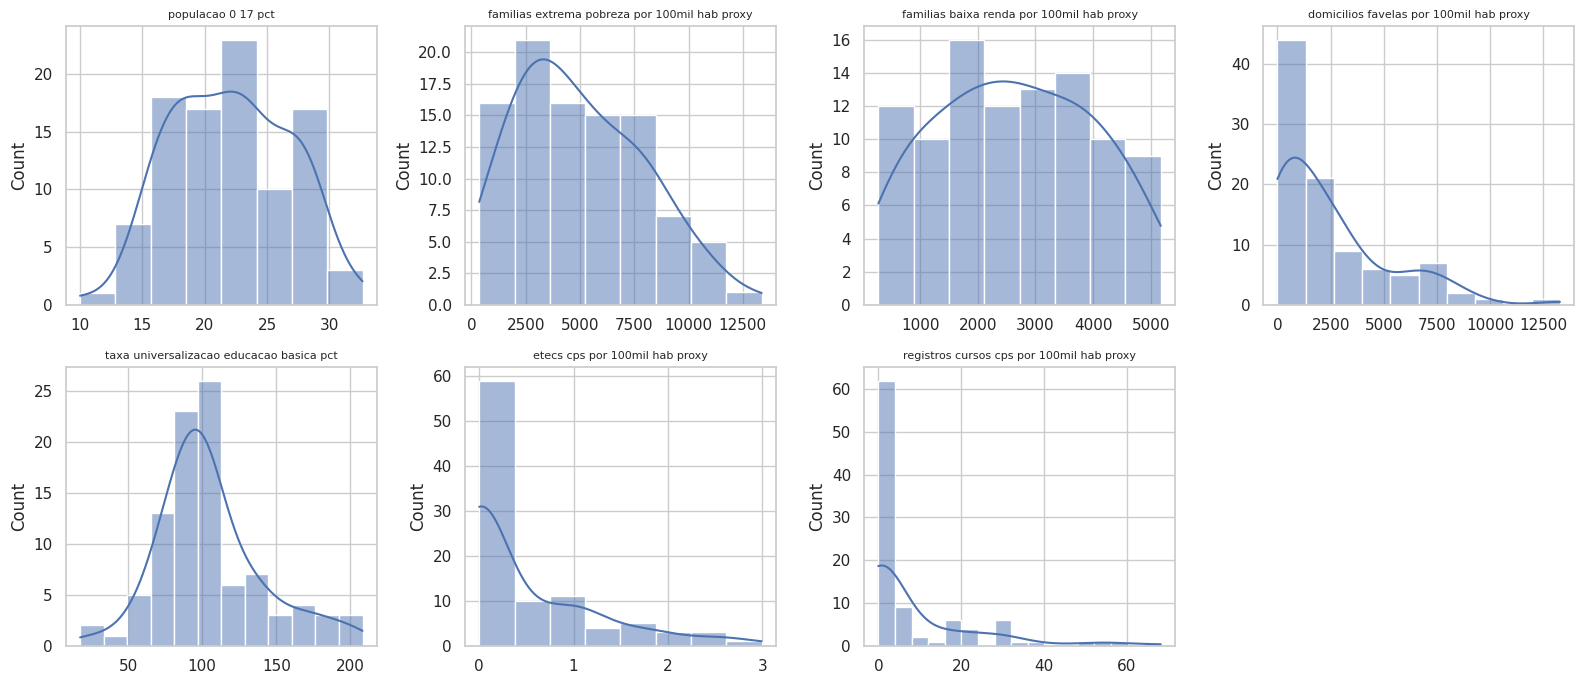 populacao 0 17 pct
Count
20
15
10
5
0
10 15 20 25 30
familias extrema pobreza por 100mil hab proxy
Count
20.0
17.5
15.0
12.5
10.0
7.5
5.0
2.5
0.0
0 2500 5000 7500 10000 12500
familias baixa renda por 100mil hab proxy
Count
16
14
12
10
8
6
4
2
0
1000 2000 3000 4000 5000
domicilios favelas por 100mil hab proxy
Count
40
30
20
10
0
0 2500 5000 7500 10000 12500
taxa universalizacao educacao basica pct
Count
25
20
15
10
5
0
50 100 150 200
etecs cps por 100mil hab proxy
Count
60
50
40
30
20
10
0
0 1 2 3
registros cursos cps por 100mil hab proxy
Count
60
50
40
30
20
10
0
0 20 40 60